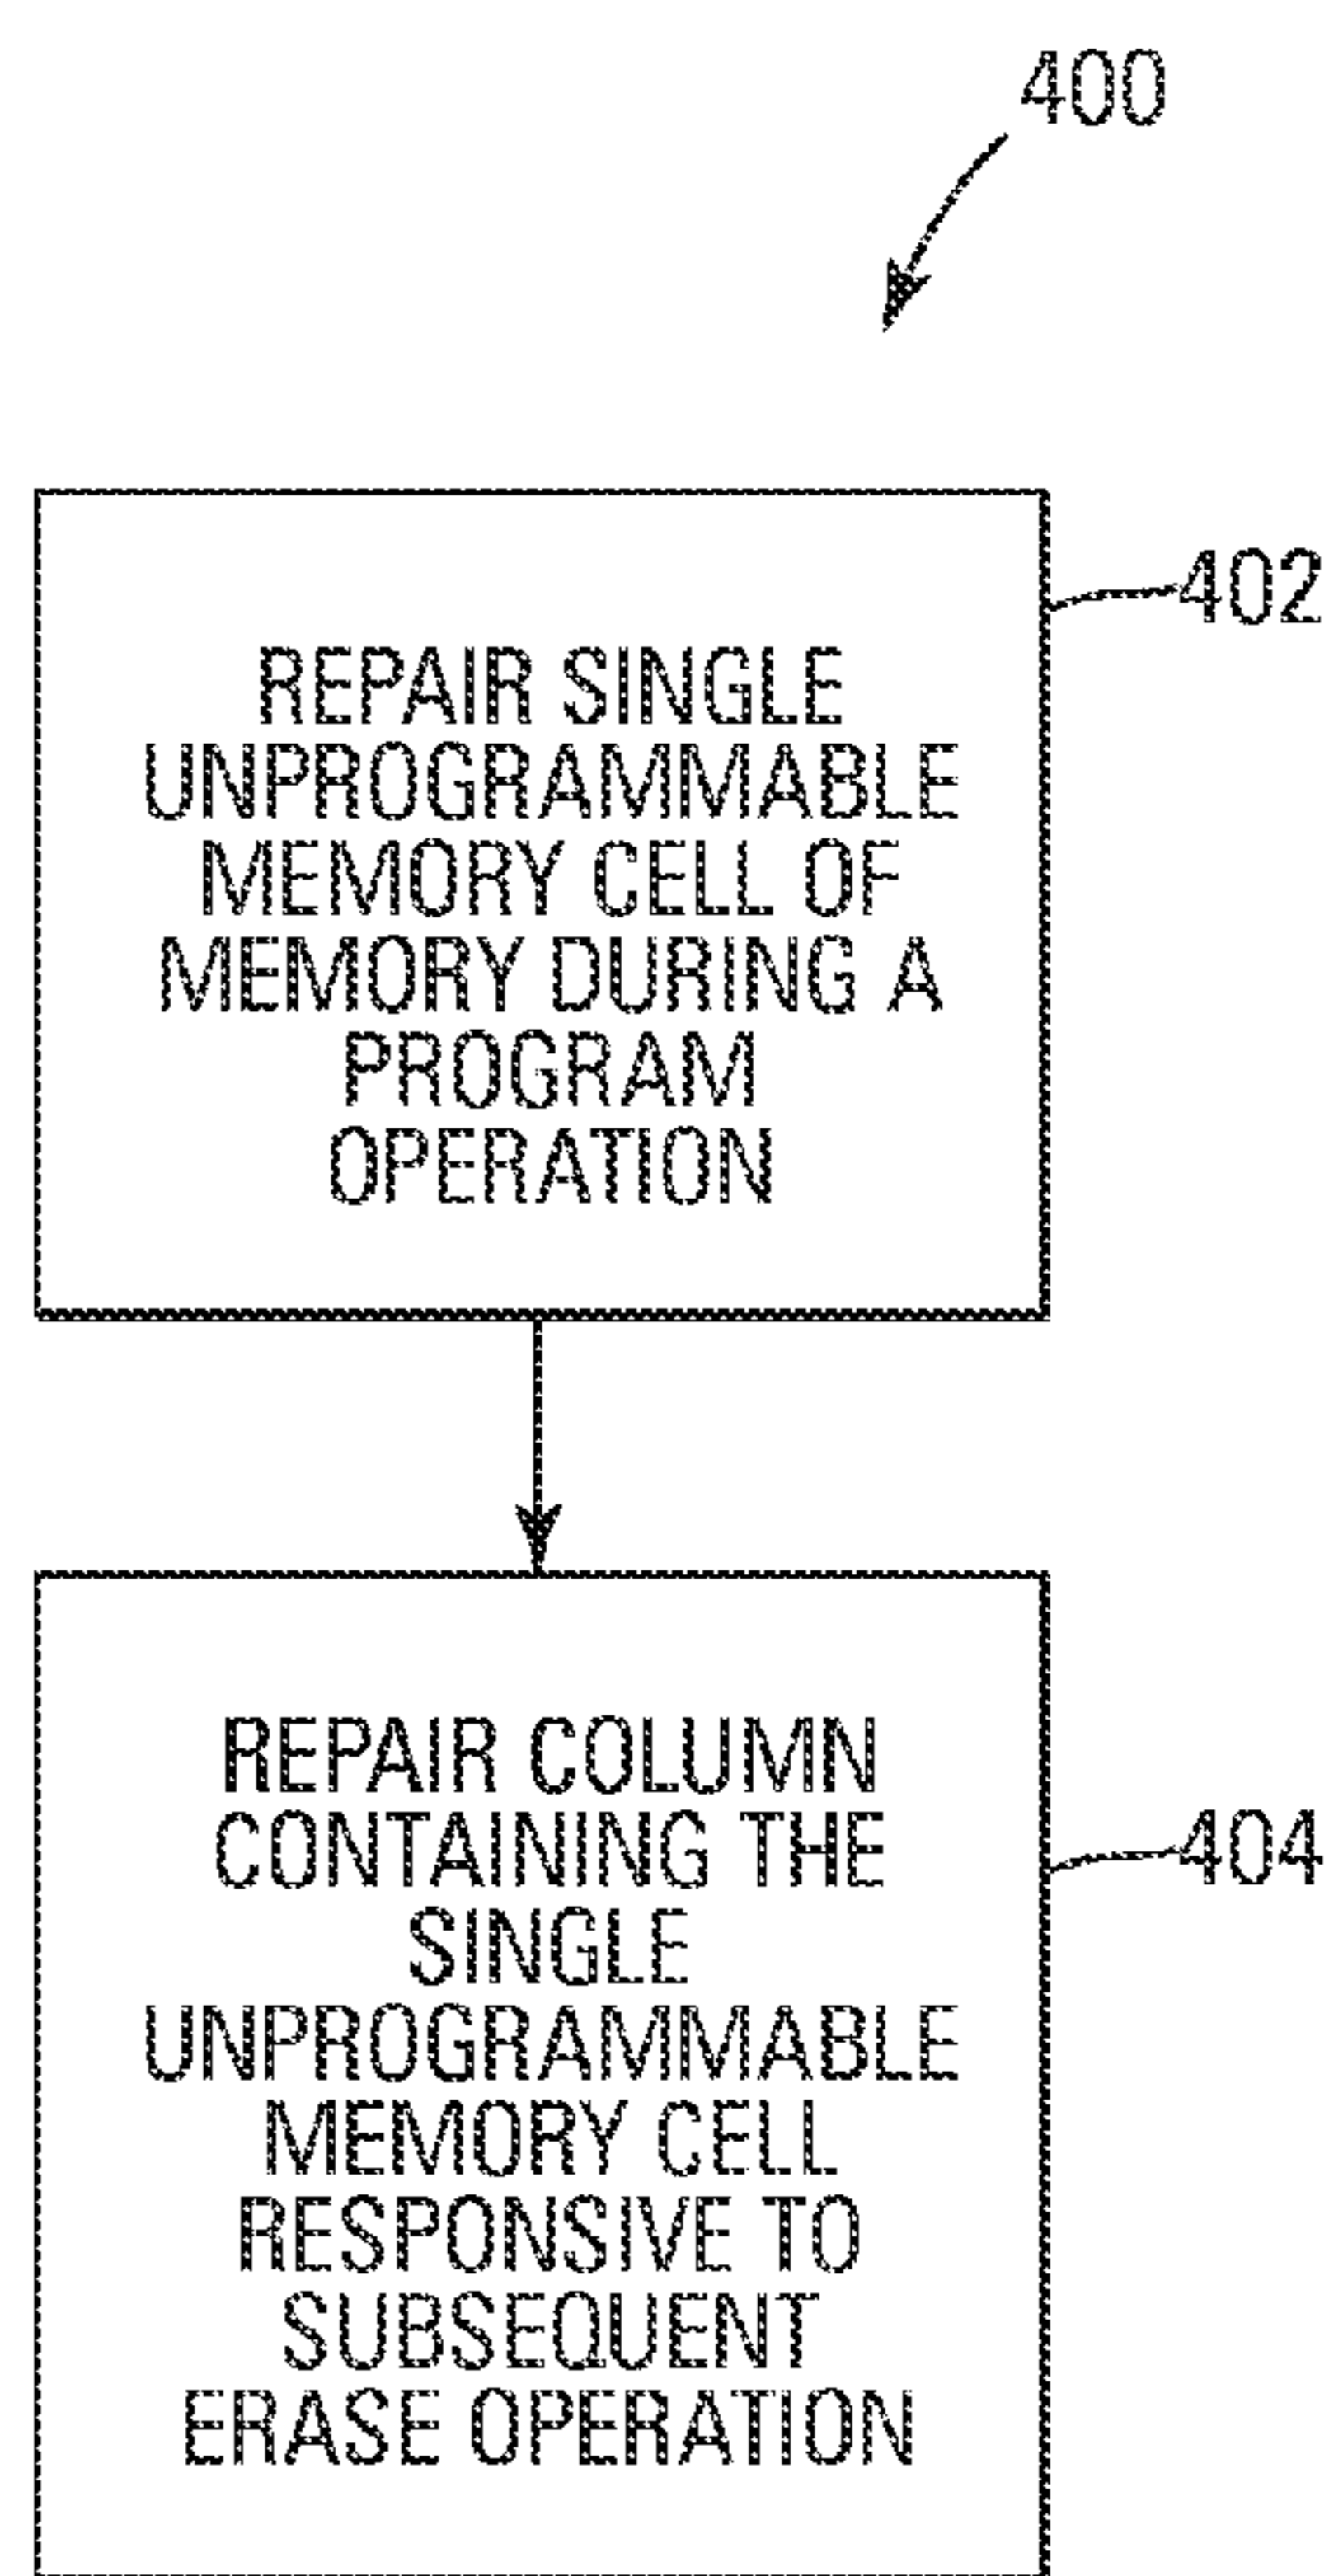 400
402
REPAIR SINGLE
UNPROGRAMMABLE
MEMORY CELL OF
MEMORY DURING A
PROGRAM
OPERATION
404
REPAIR COLUMN
CONTAINING THE
SINGLE
UNPROGRAMMABLE
MEMORY CELL
RESPONSIVE TO
SUBSEQUENT
ERASE OPERATION